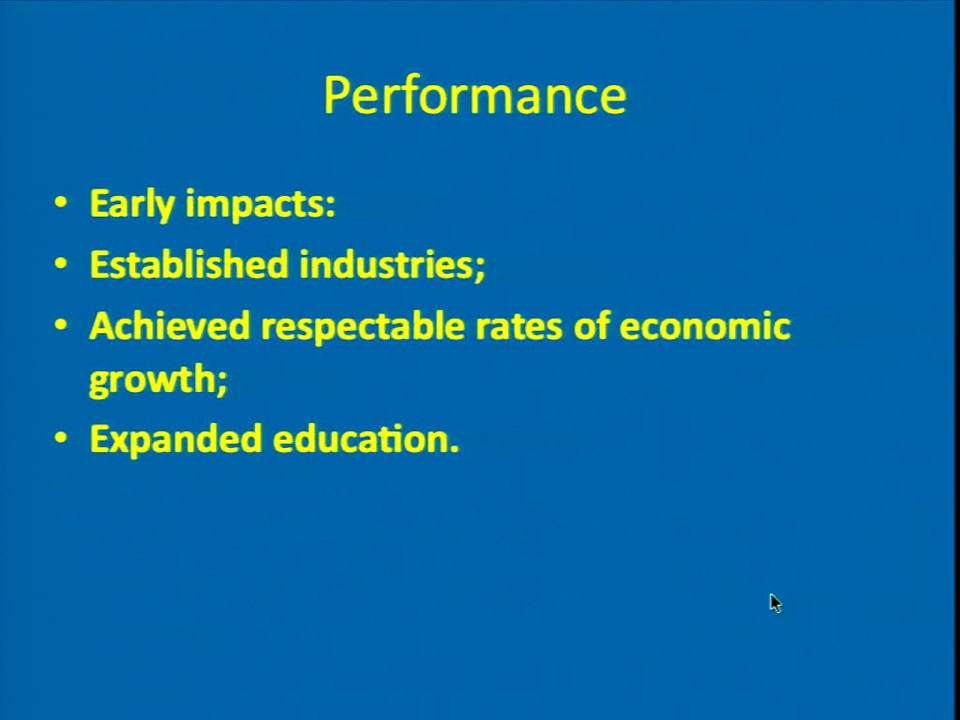 Performance
• Early impacts:
• Established industries;
• Achieved respectable rates of economic
growth;
• Expanded education.